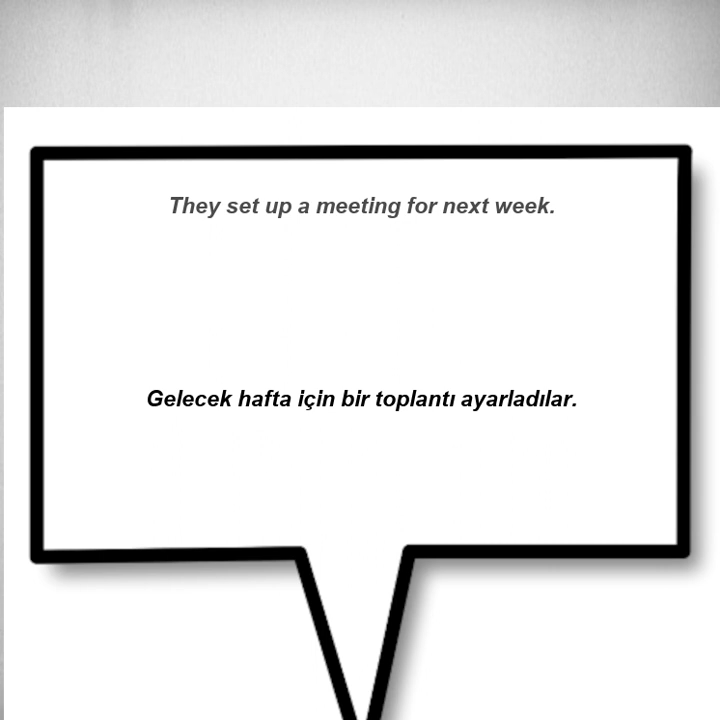 They set up a meeting for next week.
Gelecek hafta için bir toplantı ayarladılar.